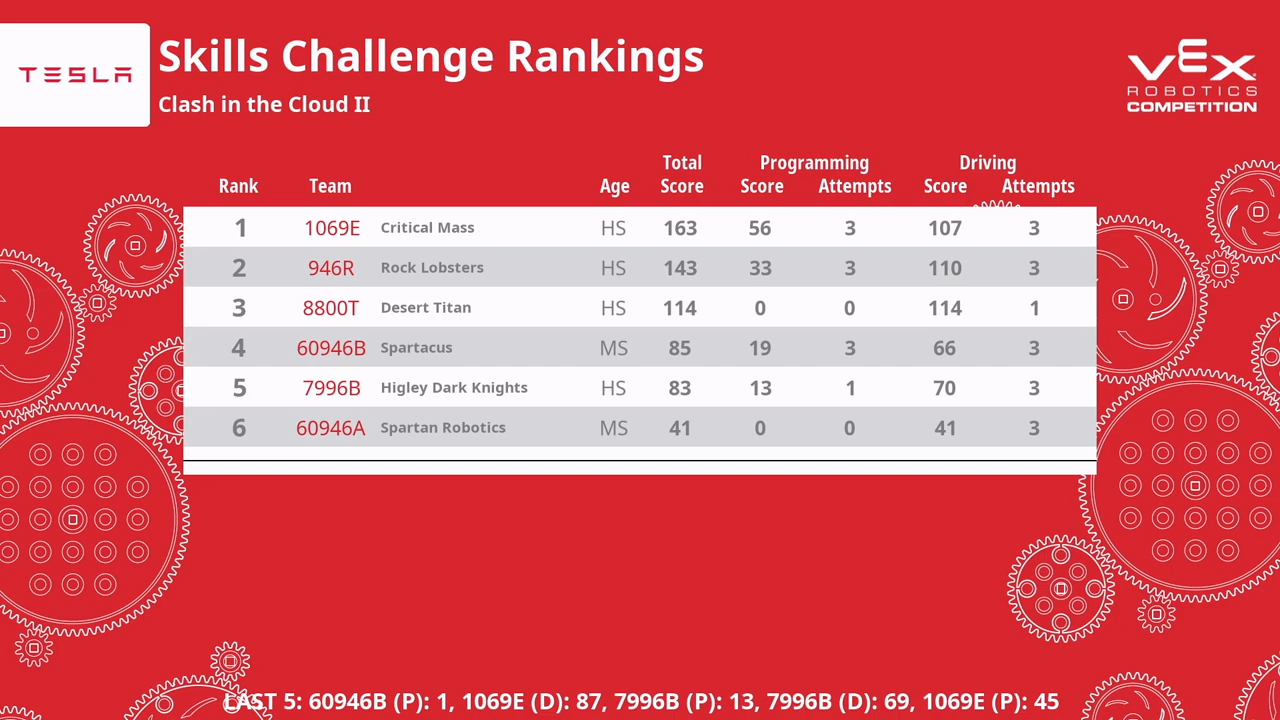 TESLA
Skills Challenge Rankings
Clash in the Cloud II
VEX
ROBOTICS
COMPETITION
Total Programming Driving
Rank Team Age Score Score Attempts Score Attempts
1 1069E Critical Mass HS 163 56 3 107 3
2 946R Rock Lobsters HS 143 33 3 110 3
3 8800T Desert Titan HS 114 0 0 114 1
4 60946B Spartacus MS 85 19 3 66 3
5 7996B Higley Dark Knights HS 83 13 1 70 3
6 60946A Spartan Robotics MS 41 0 0 41 3
LAST 5: 60946B (P): 1, 1069E (D): 87, 7996B (P): 13, 7996B (D): 69, 1069E (P): 45